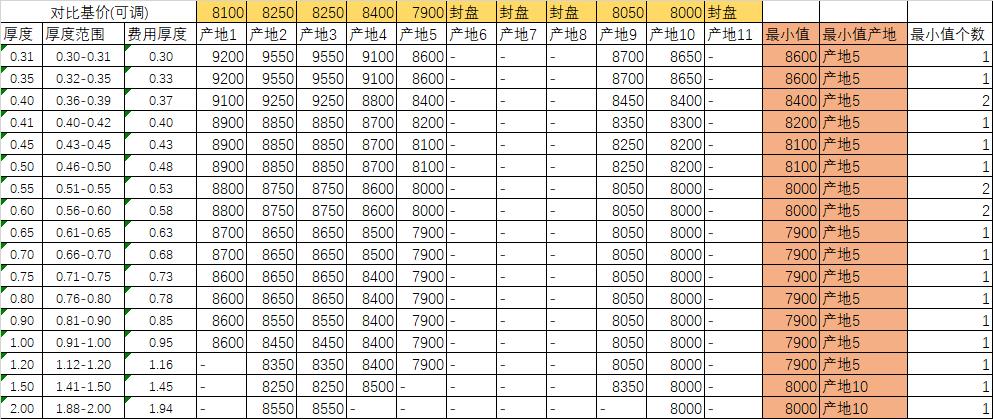 对比基价(可调) 8100 8250 8250 8400 7900 封盘 封盘 封盘 8050 8000 封盘
厚度 厚度范围 费用厚度 产地1 产地2 产地3 产地4 产地5 产地6 产地7 产地8 产地9 产地10 产地11 最小值 最小值产地 最小值个数
0.31 0.30-0.31 0.30 9200 9550 9550 9100 8600 - - - 8700 8650 - 8600 产地5 1
0.35 0.32-0.35 0.33 9200 9550 9550 9100 8600 - - - 8700 8650 - 8600 产地5 1
0.40 0.36-0.39 0.37 9100 9250 9250 8800 8400 - - - 8450 8400 - 8400 产地5 2
0.41 0.40-0.42 0.40 8900 8850 8850 8700 8200 - - - 8350 8300 - 8200 产地5 1
0.45 0.43-0.45 0.43 8900 8850 8850 8700 8100 - - - 8250 8200 - 8100 产地5 1
0.50 0.46-0.50 0.48 8900 8850 8850 8700 8100 - - - 8250 8200 - 8100 产地5 1
0.55 0.51-0.55 0.53 8800 8750 8750 8600 8000 - - - 8050 8000 - 8000 产地5 2
0.60 0.56-0.60 0.58 8800 8750 8750 8600 8000 - - - 8050 8000 - 8000 产地5 2
0.65 0.61-0.65 0.63 8700 8650 8650 8500 7900 - - - 8050 8000 - 7900 产地5 1
0.70 0.66-0.70 0.68 8700 8650 8650 8500 7900 - - - 8050 8000 - 7900 产地5 1
0.75 0.71-0.75 0.73 8600 8650 8650 8400 7900 - - - 8050 8000 - 7900 产地5 1
0.80 0.76-0.80 0.78 8600 8650 8650 8400 7900 - - - 8050 8000 - 7900 产地5 1
0.90 0.81-0.90 0.85 8600 8550 8550 8400 7900 - - - 8050 8000 - 7900 产地5 1
1.00 0.91-1.00 0.95 8600 8450 8450 8400 7900 - - - 8050 8000 - 7900 产地5 1
1.20 1.12-1.20 1.16 - 8350 8350 8400 7900 - - - 8050 8000 - 7900 产地5 1
1.50 1.41-1.50 1.45 - 8250 8250 8500 - - - - 8350 8000 - 8000 产地10 1
2.00 1.88-2.00 1.94 - 8550 8550 - - - - - - 8000 - 8000 产地10 1